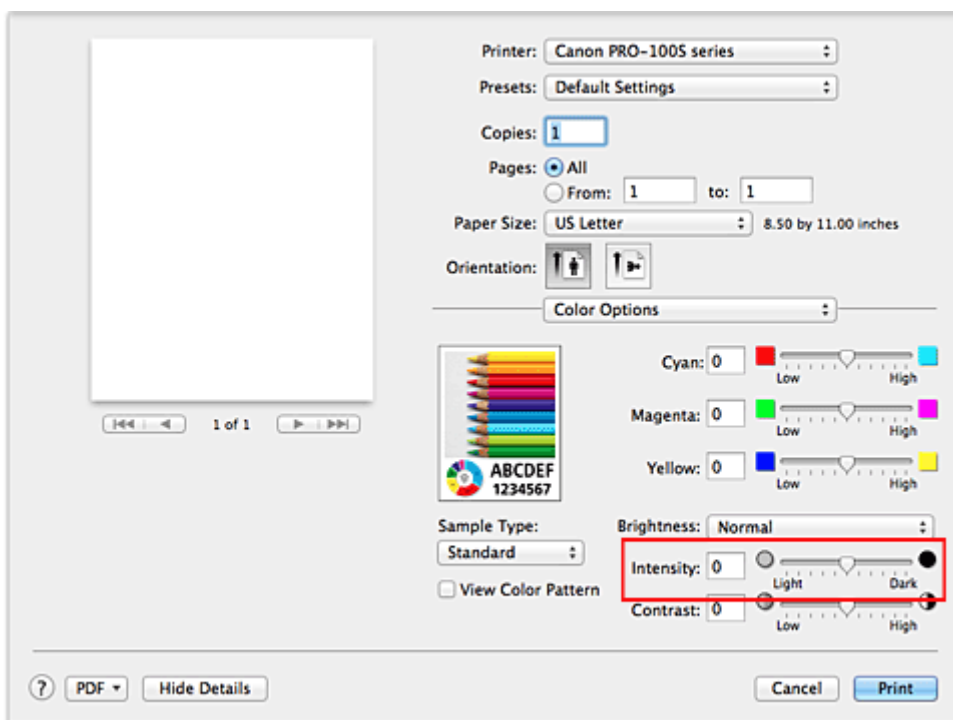 Printer: Canon PRO-100S series
Presets: Default Settings
Copies: 1
Pages: All
From: 1 to: 1
Paper Size: US Letter 8.50 by 11.00 inches
Orientation:
Color Options
1 of 1
ABCDEF
1234567
Cyan: 0
Low High
Magenta: 0
Low High
Yellow: 0
Low High
Sample Type:
Standard
View Color Pattern
Brightness: Normal
Intensity: 0
Light Dark
Contrast: 0
Low High
? PDF Hide Details Cancel Print